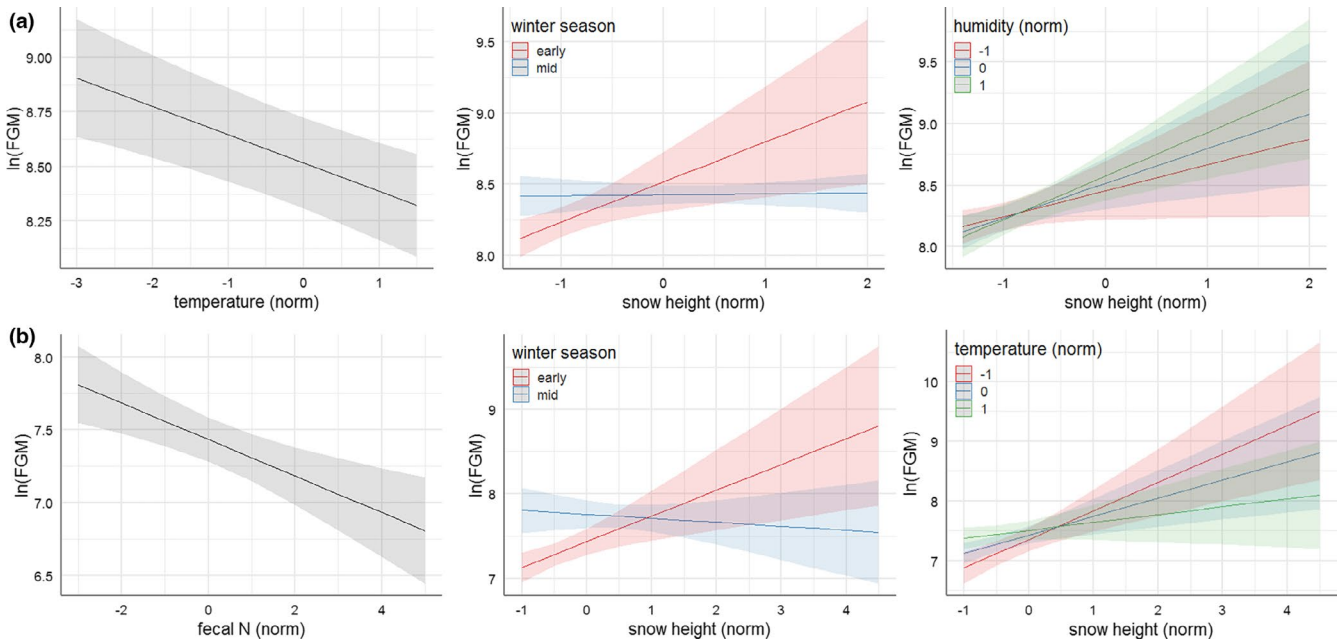 (a)
ln(FGM)
9.00
8.75
8.50
8.25
-3 -2 -1 0 1
temperature (norm)
winter season
early
mid
ln(FGM)
9.5
9.0
8.5
8.0
-1 0 1 2
snow height (norm)
humidity (norm)
-1
0
1
ln(FGM)
9.5
9.0
8.5
8.0
-1 0 1 2
snow height (norm)
(b)
ln(FGM)
8.0
7.5
7.0
6.5
-2 0 2 4
fecal N (norm)
winter season
early
mid
ln(FGM)
9
8
7
-1 0 1 2 3 4
snow height (norm)
temperature (norm)
-1
0
1
ln(FGM)
10
9
8
7
-1 0 1 2 3 4
snow height (norm)